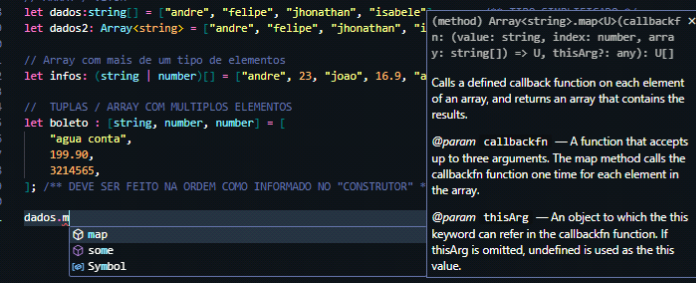 let dados:string[] = ["andre", "felipe", "jhonathan", "isabele"]
let dados2: Array<string> = ["andre", "felipe", "jhonathan", "i
// Array com mais de um tipo de elementos
let infos: (string | number)[] = ["andre", 23, "joao", 16.9, "a
// TUPLAS / ARRAY COM MULTIPLOS ELEMENTOS
let boleto : [string, number, number] = [
"agua conta",
199.90,
3214565,
]; /** DEVE SER FEITO NA ORDEM COMO INFORMADO NO "CONSTRUTOR" *
dados.m
map
some
Symbol
(method) Array<string>.map<U>(callbackf
n: (value: string, index: number, arra
y: string[]) => U, thisArg?: any): U[]
Calls a defined callback function on each element
of an array, and returns an array that contains the
results.
@param callbackfn — A function that accepts
up to three arguments. The map method calls the
callbackfn function one time for each element in
the array.
@param thisArg — An object to which the this
keyword can refer in the callbackfn function. If
thisArg is omitted, undefined is used as the this
value.